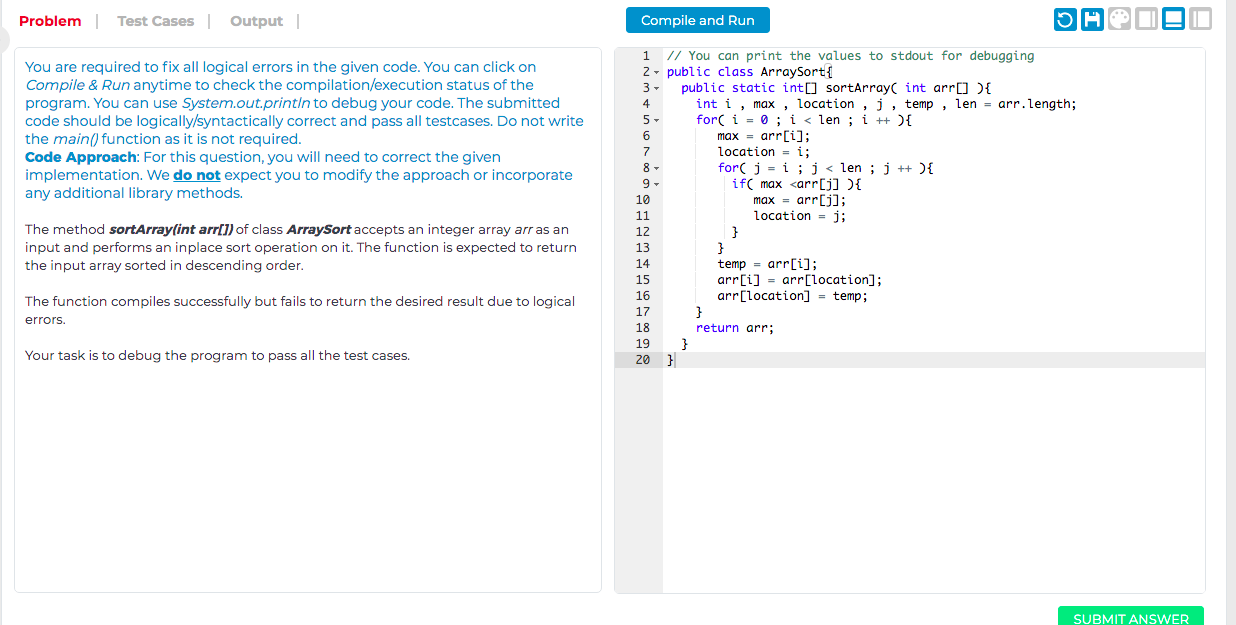 Problem | Test Cases | Output |
Compile and Run
You are required to fix all logical errors in the given code. You can click on
Compile & Run anytime to check the compilation/execution status of the
program. You can use System.out.println to debug your code. The submitted
code should be logically/syntactically correct and pass all testcases. Do not write
the main() function as it is not required.
Code Approach: For this question, you will need to correct the given
implementation. We do not expect you to modify the approach or incorporate
any additional library methods.
The method sortArray(int arr[]) of class ArraySort accepts an integer array arr as an
input and performs an inplace sort operation on it. The function is expected to return
the input array sorted in descending order.
The function compiles successfully but fails to return the desired result due to logical
errors.
Your task is to debug the program to pass all the test cases.
1 // You can print the values to stdout for debugging
2 public class ArraySort{
3 public static int[] sortArray( int arr[] ){
4 int i , max , location , j , temp , len = arr.length;
5 for( i = 0 ; i < len ; i ++ ){
6 max = arr[i];
7 location = i;
8 for( j = i ; j < len ; j ++ ){
9 if( max <arr[j] ){
10 max = arr[j];
11 location = j;
12 }
13 }
14 temp = arr[i];
15 arr[i] = arr[location];
16 arr[location] = temp;
17 }
18 return arr;
19 }
20 }
SUBMIT ANSWER